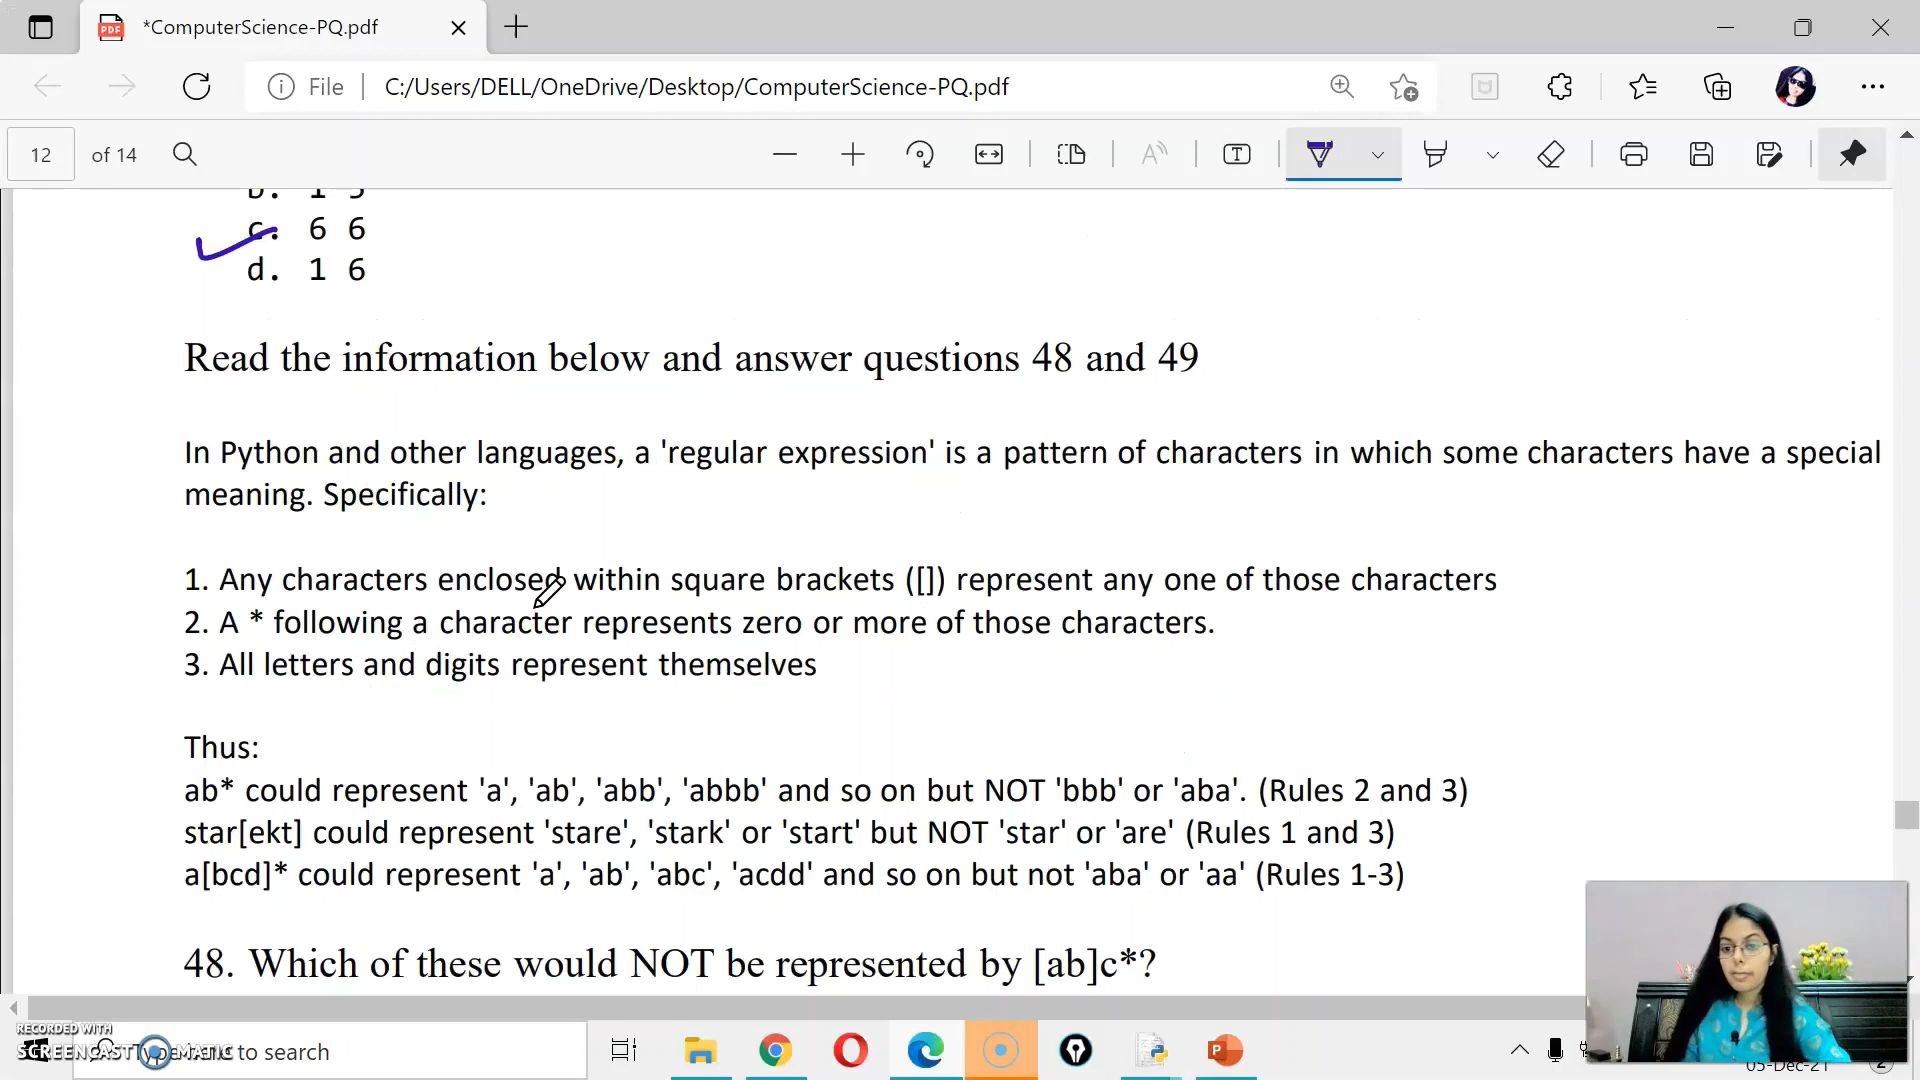 *ComputerScience-PQ.pdf
File
C:/Users/DELL/OneDrive/Desktop/ComputerScience-PQ.pdf
12 of 14
b. 1 5
c. 6 6
d. 1 6
Read the information below and answer questions 48 and 49
In Python and other languages, a 'regular expression' is a pattern of characters in which some characters have a special
meaning. Specifically:
1. Any characters enclosed within square brackets ([]) represent any one of those characters
2. A * following a character represents zero or more of those characters.
3. All letters and digits represent themselves
Thus:
ab* could represent 'a', 'ab', 'abb', 'abbb' and so on but NOT 'bbb' or 'aba'. (Rules 2 and 3)
star[ekt] could represent 'stare', 'stark' or 'start' but NOT 'star' or 'are' (Rules 1 and 3)
a[bcd]* could represent 'a', 'ab', 'abc', 'acdd' and so on but not 'aba' or 'aa' (Rules 1-3)
48. Which of these would NOT be represented by [ab]c*?
RECORDED WITH
SCREENCAST MATIC
to search
05-Dec-21